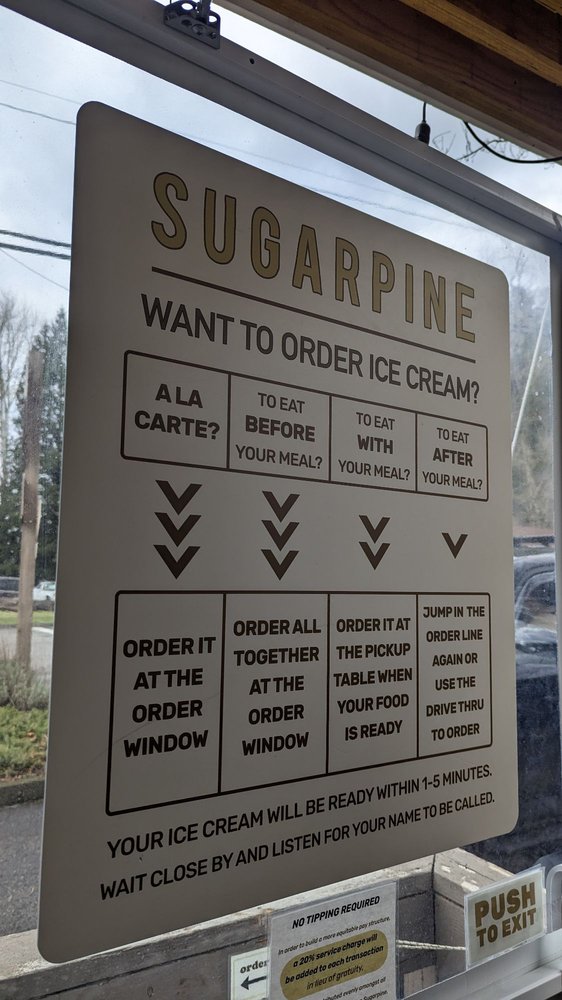 SUGARPINE
WANT TO ORDER ICE CREAM?
A LA
CARTE?
TO EAT
BEFORE
YOUR MEAL?
TO EAT
WITH
YOUR MEAL?
TO EAT
AFTER
YOUR MEAL?
ORDER IT
AT THE
ORDER
WINDOW
ORDER ALL
TOGETHER
AT THE
ORDER
WINDOW
ORDER IT AT
THE PICKUP
TABLE WHEN
YOUR FOOD
IS READY
JUMP IN THE
ORDER LINE
AGAIN OR
USE THE
DRIVE THRU
TO ORDER
YOUR ICE CREAM WILL BE READY WITHIN 1-5 MINUTES.
WAIT CLOSE BY AND LISTEN FOR YOUR NAME TO BE CALLED.
order
NO TIPPING REQUIRED
In order to build a more equitable pay structure,
a 20% service charge will
be added to each transaction
in lieu of gratuity,
evenly amongst all
Sugarpine.
PUSH
TO EXIT